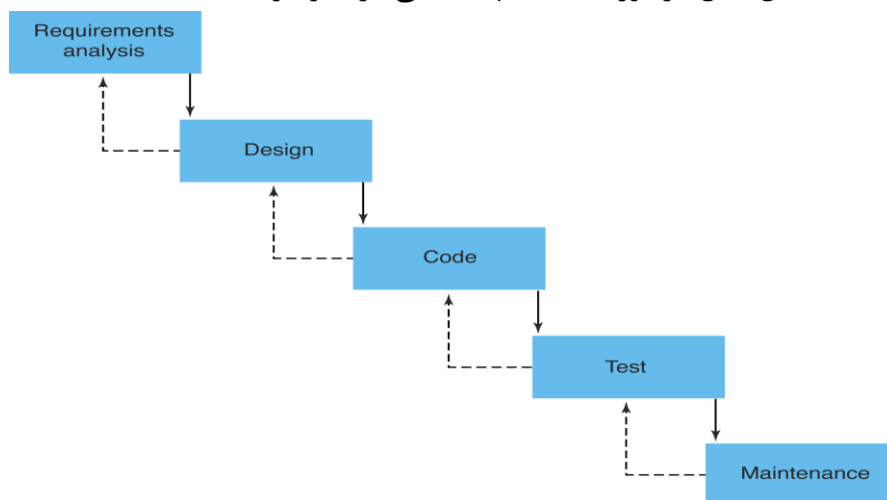 Requirements
analysis
Design
Code
Test
Maintenance